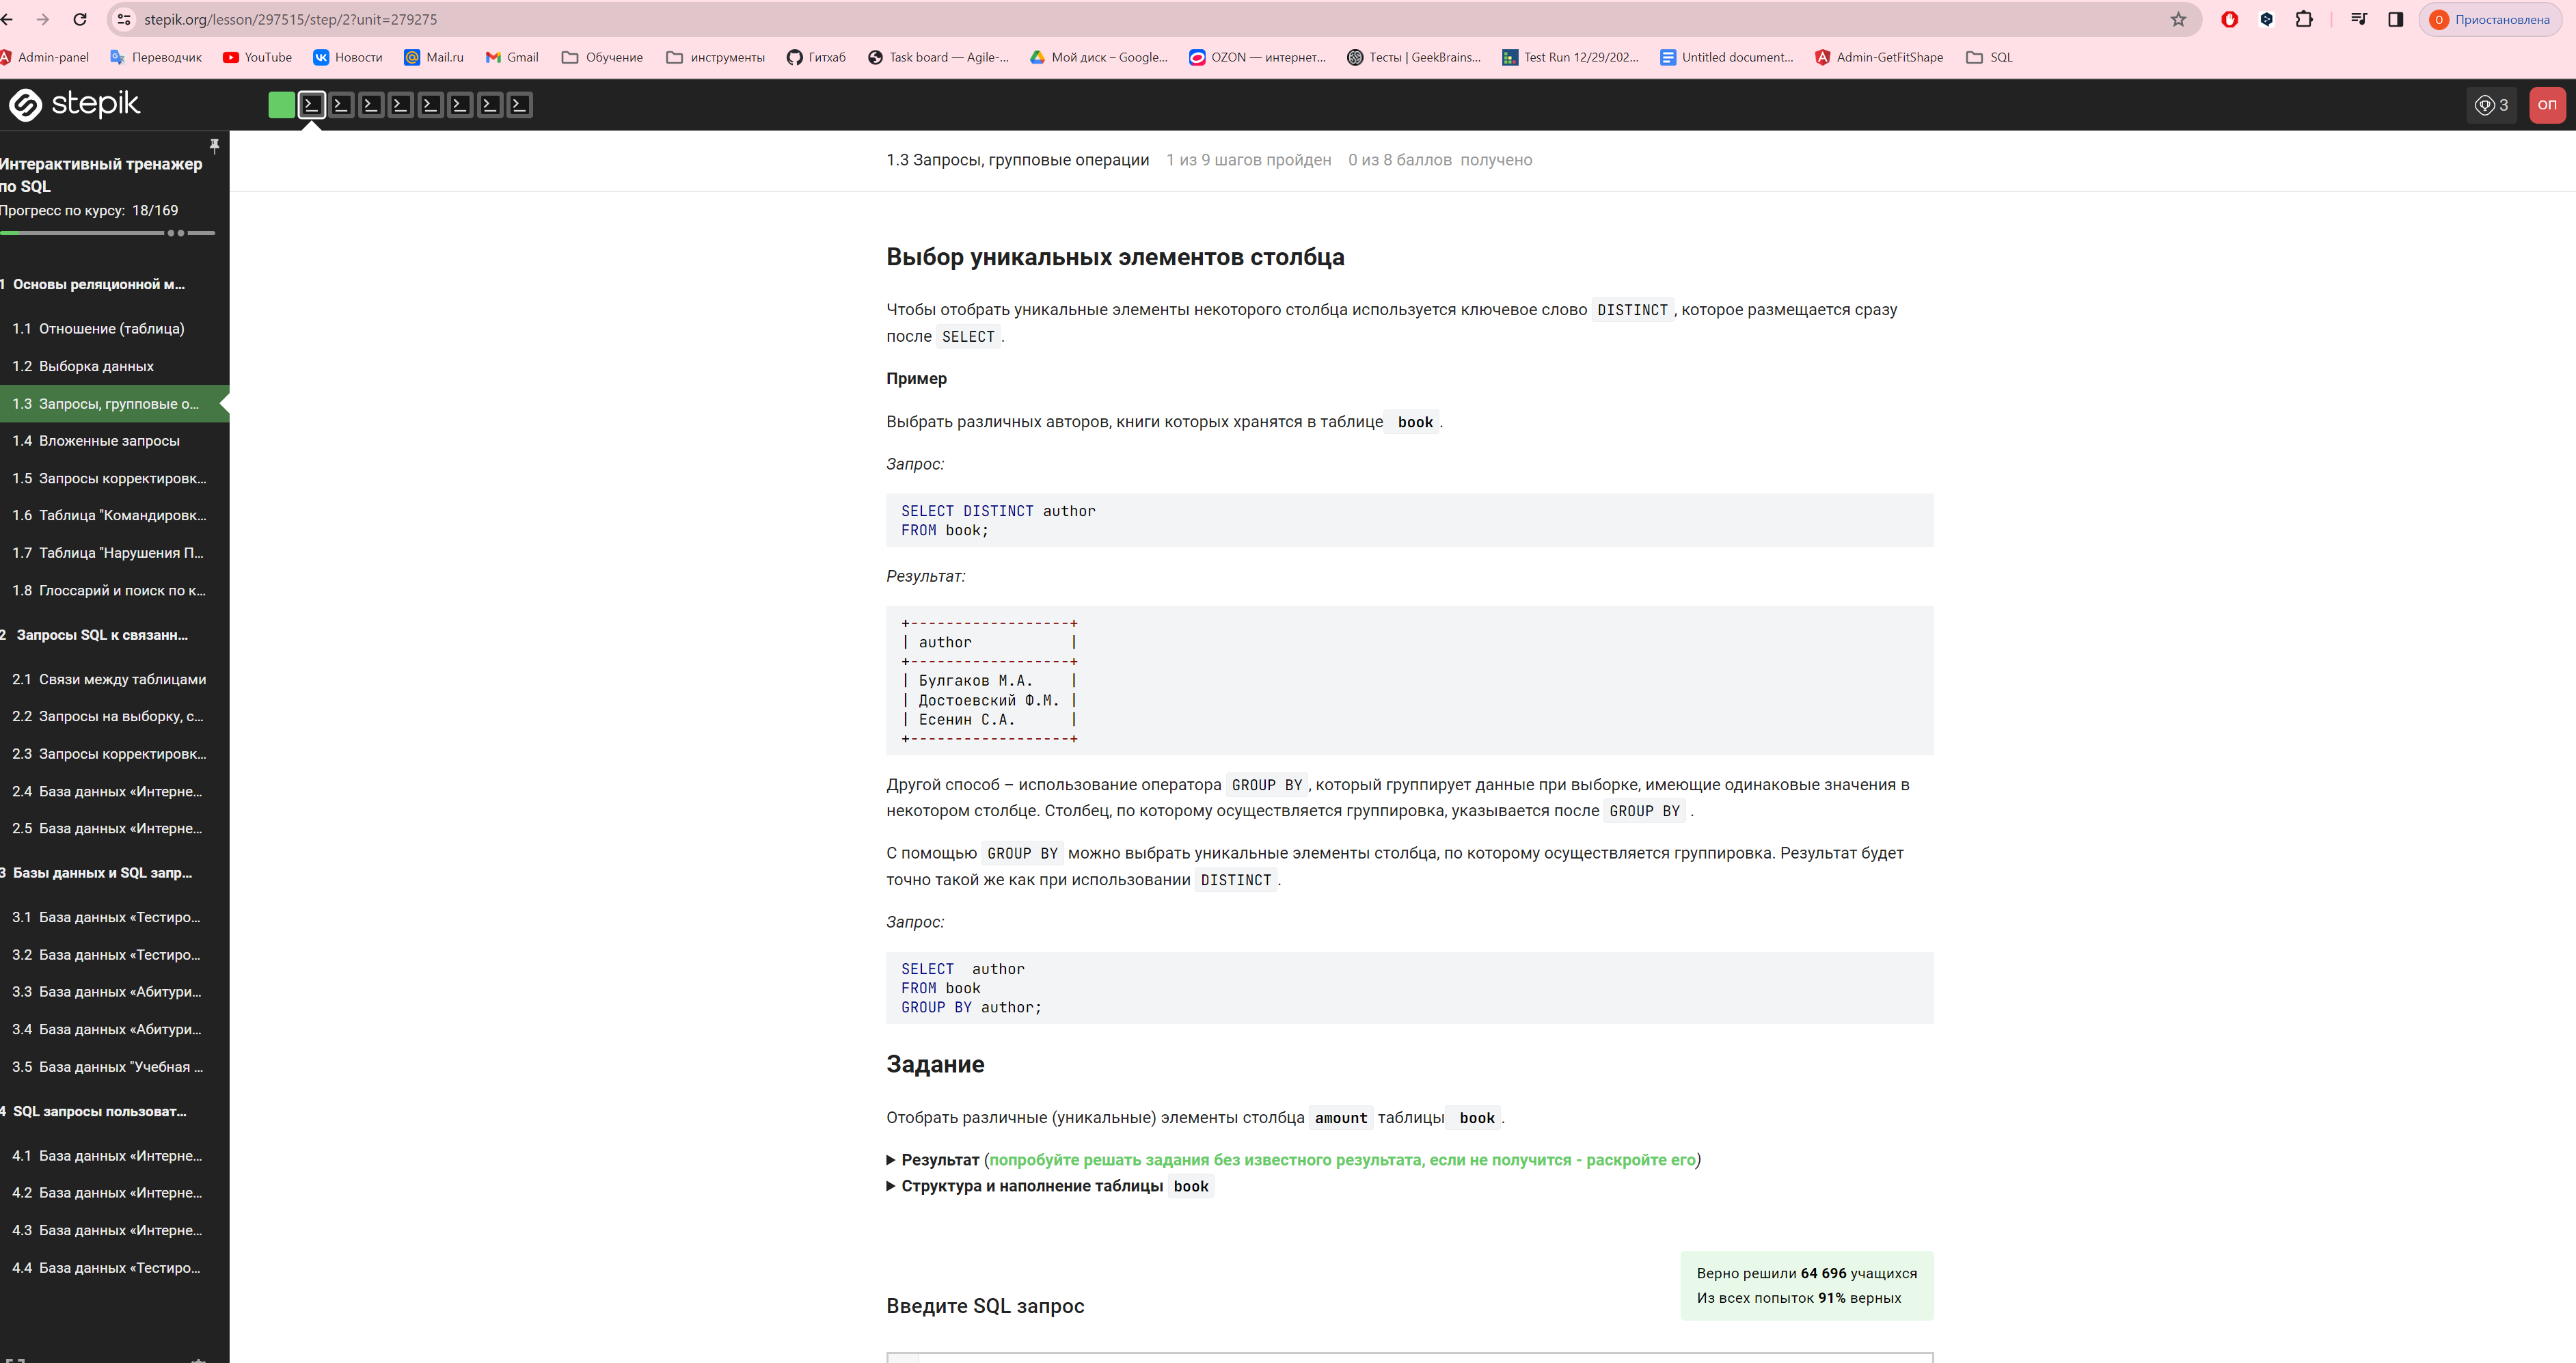 stepik.org/lesson/297515/step/2?unit=279275
О Приостановлена
Admin-panel Переводчик YouTube Новости Mail.ru Gmail Обучение инструменты Гитхаб Task board — Agile-... Мой диск – Google... OZON — интернет... Тесты | GeekBrains... Test Run 12/29/202... Untitled document... Admin-GetFitShape SQL
stepik
3 ОП
Интерактивный тренажер
по SQL
Прогресс по курсу: 18/169
1 Основы реляционной м...
1.1 Отношение (таблица)
1.2 Выборка данных
1.3 Запросы, групповые о...
1.4 Вложенные запросы
1.5 Запросы корректировк...
1.6 Таблица "Командировк...
1.7 Таблица "Нарушения П...
1.8 Глоссарий и поиск по к...
2 Запросы SQL к связанн...
2.1 Связи между таблицами
2.2 Запросы на выборку, с...
2.3 Запросы корректировк...
2.4 База данных «Интерне...
2.5 База данных «Интерне...
3 Базы данных и SQL запр...
3.1 База данных «Тестиро...
3.2 База данных «Тестиро...
3.3 База данных «Абитури...
3.4 База данных «Абитури...
3.5 База данных "Учебная ...
4 SQL запросы пользоват...
4.1 База данных «Интерне...
4.2 База данных «Интерне...
4.3 База данных «Интерне...
4.4 База данных «Тестиро...
1.3 Запросы, групповые операции 1 из 9 шагов пройден 0 из 8 баллов получено
Выбор уникальных элементов столбца
Чтобы отобрать уникальные элементы некоторого столбца используется ключевое слово DISTINCT, которое размещается сразу
после SELECT.
Пример
Выбрать различных авторов, книги которых хранятся в таблице book.
Запрос:
SELECT DISTINCT author
FROM book;
Результат:
+------------------+
| author           |
+------------------+
| Булгаков М.А.    |
| Достоевский Ф.М. |
| Есенин С.А.      |
+------------------+
Другой способ – использование оператора GROUP BY, который группирует данные при выборке, имеющие одинаковые значения в
некотором столбце. Столбец, по которому осуществляется группировка, указывается после GROUP BY .
С помощью GROUP BY можно выбрать уникальные элементы столбца, по которому осуществляется группировка. Результат будет
точно такой же как при использовании DISTINCT.
Запрос:
SELECT  author
FROM book
GROUP BY author;
Задание
Отобрать различные (уникальные) элементы столбца amount таблицы book.
▶ Результат (попробуйте решать задания без известного результата, если не получится - раскройте его)
▶ Структура и наполнение таблицы book
Верно решили 64 696 учащихся
Из всех попыток 91% верных
Введите SQL запрос